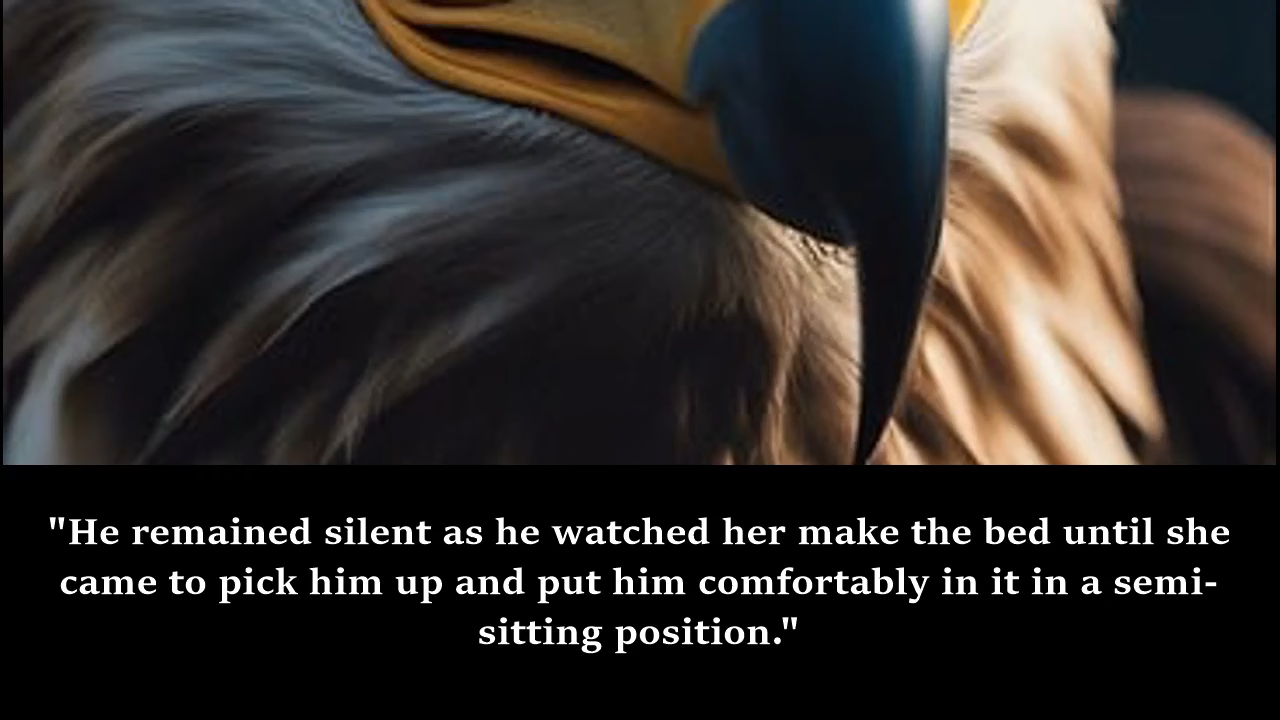 "He remained silent as he watched her make the bed until she
came to pick him up and put him comfortably in it in a semi-
sitting position."